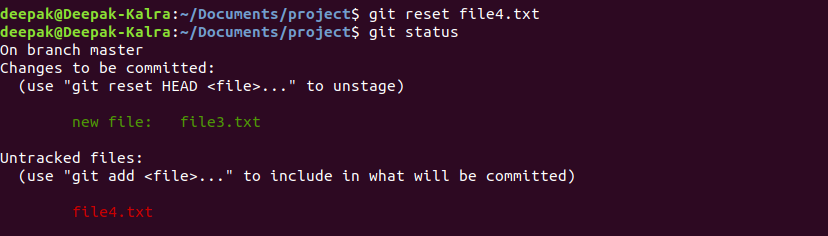 deepak@Deepak-Kalra:~/Documents/project$ git reset file4.txt
deepak@Deepak-Kalra:~/Documents/project$ git status
On branch master
Changes to be committed:
  (use "git reset HEAD <file>..." to unstage)
        new file:   file3.txt
Untracked files:
  (use "git add <file>..." to include in what will be committed)
        file4.txt